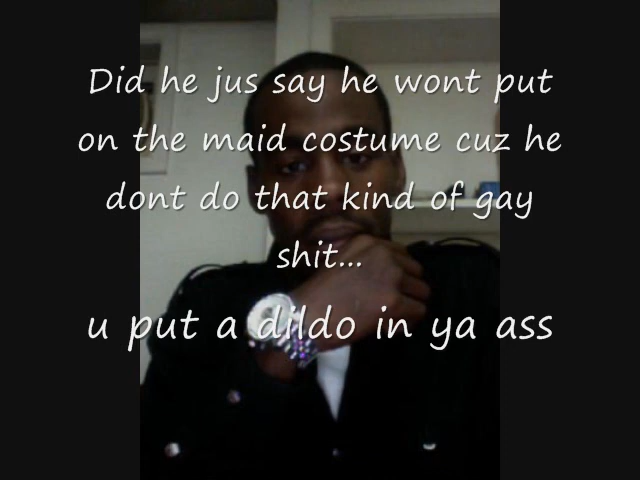 Did he jus say he wont put
on the maid costume cuz he
dont do that kind of gay
shit...
u put a dildo in ya ass